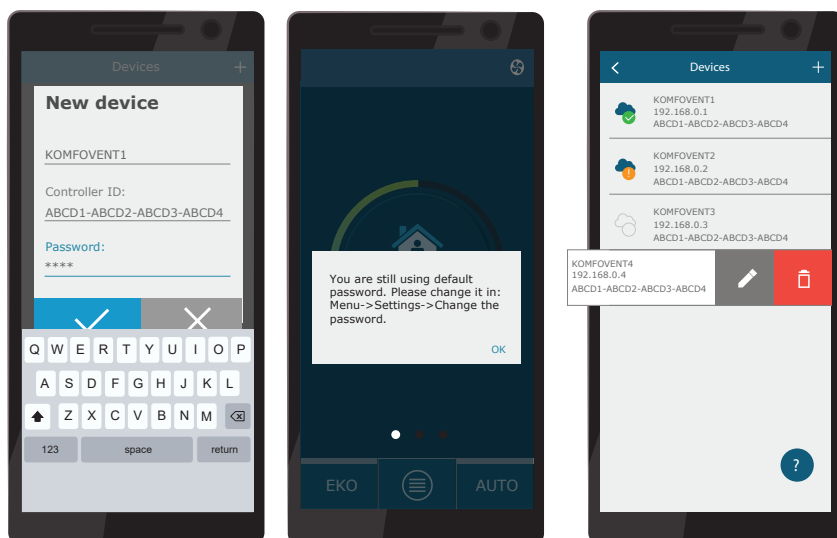 Devices +
New device
KOMFOVENT1
Controller ID:
ABCD1-ABCD2-ABCD3-ABCD4
Password:
****
Q W E R T Y U I O P
A S D F G H J K L
Z X C V B N M
123 space return
You are still using default
password. Please change it in:
Menu->Settings->Change the
password.
OK
EKO AUTO
Devices +
KOMFOVENT1
192.168.0.1
ABCD1-ABCD2-ABCD3-ABCD4
KOMFOVENT2
192.168.0.2
ABCD1-ABCD2-ABCD3-ABCD4
KOMFOVENT3
192.168.0.3
ABCD1-ABCD2-ABCD3-ABCD4
KOMFOVENT4
192.168.0.4
ABCD1-ABCD2-ABCD3-ABCD4
?